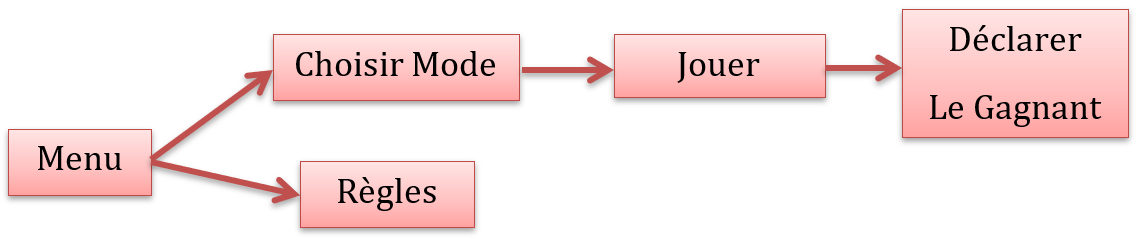 Menu
Choisir Mode
Règles
Jouer
Déclarer
Le Gagnant